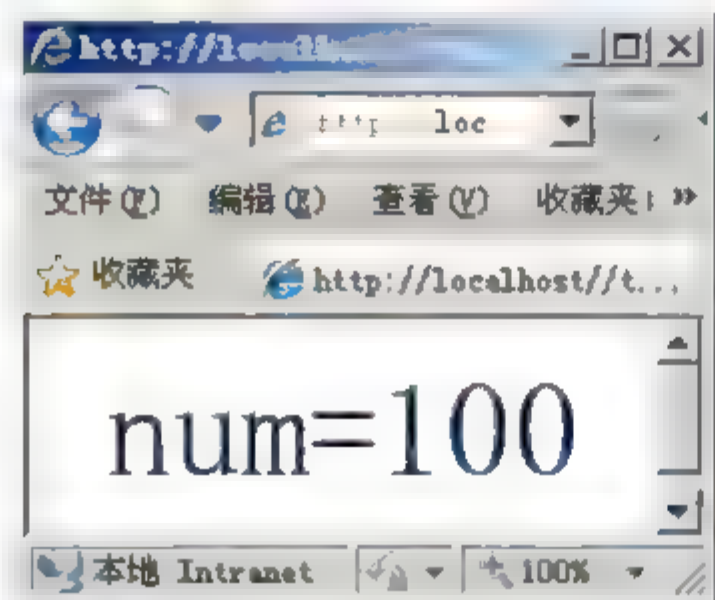 http://
loc
文件(F) 编辑(E) 查看(V) 收藏夹
收藏夹 http://localhost//t...
num=100
本地 Intranet 100%